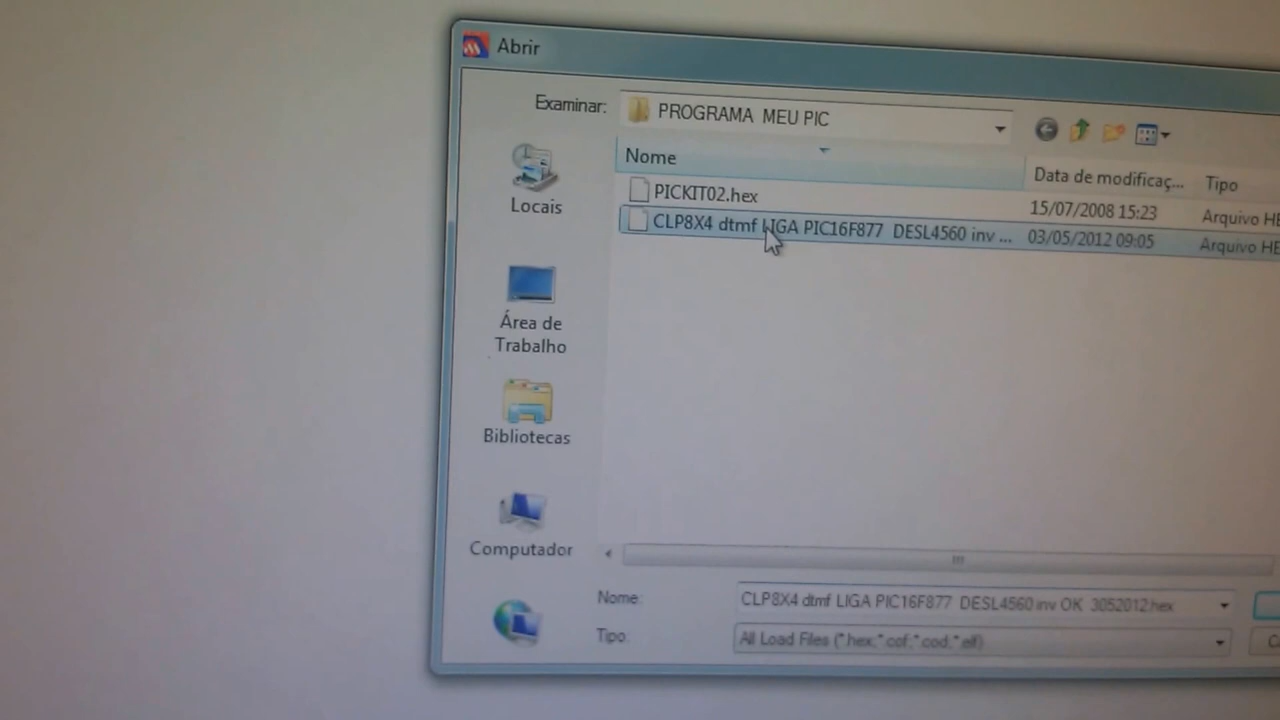 Abrir
Examinar: PROGRAMA MEU PIC
Nome Data de modificaç... Tipo
PICKIT02.hex 15/07/2008 15:23 Arquivo HE
CLP8X4 dtmf LIGA PIC16F877 DESL4560 inv ... 03/05/2012 09:05 Arquivo HE
Locais
Área de
Trabalho
Bibliotecas
Computador
Nome: CLP8X4 dtmf LIGA PIC16F877 DESL4560 inv OK 3052012.hex
Tipo All Load Files (*.hex;*.cof;*.cod;*.elf)